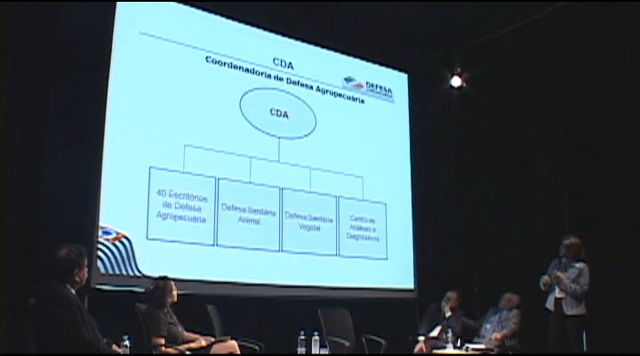 CDA
Coordenadoria de Defesa Agropecuária
DEFESA
CDA
40 Escritórios
de Defesa
Agropecuária
Defesa Sanitária
Animal
Defesa Sanitária
Vegetal
Centro de
Análises e
Diagnósticos